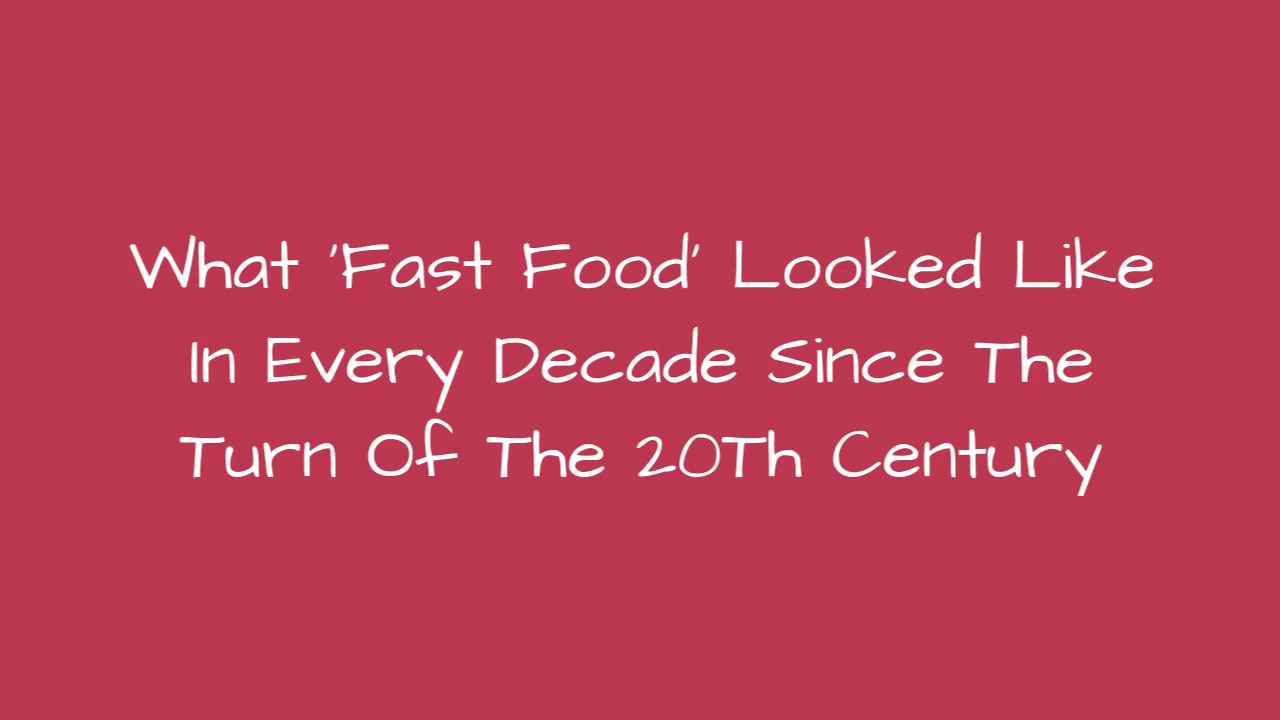 What 'Fast Food' Looked Like
In Every Decade Since The
Turn Of The 20Th Century